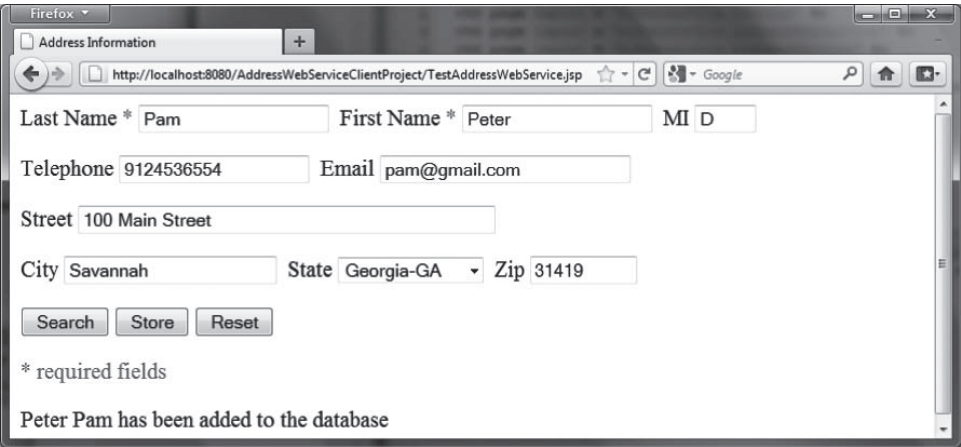 Firefox
Address Information
http://localhost:8080/AddressWebServiceClientProject/TestAddressWebService.jsp Google
Last Name * Pam First Name * Peter MI D
Telephone 9124536554 Email pam@gmail.com
Street 100 Main Street
City Savannah State Georgia-GA Zip 31419
Search Store Reset
* required fields
Peter Pam has been added to the database